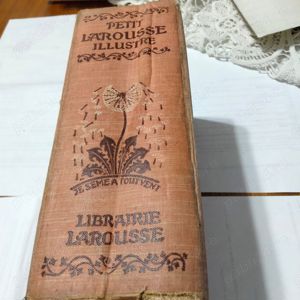 PETIT
LAROUSSE
ILLUSTRÉ
JE SÈME À TOUT VENT
LIBRAIRIE
LAROUSSE